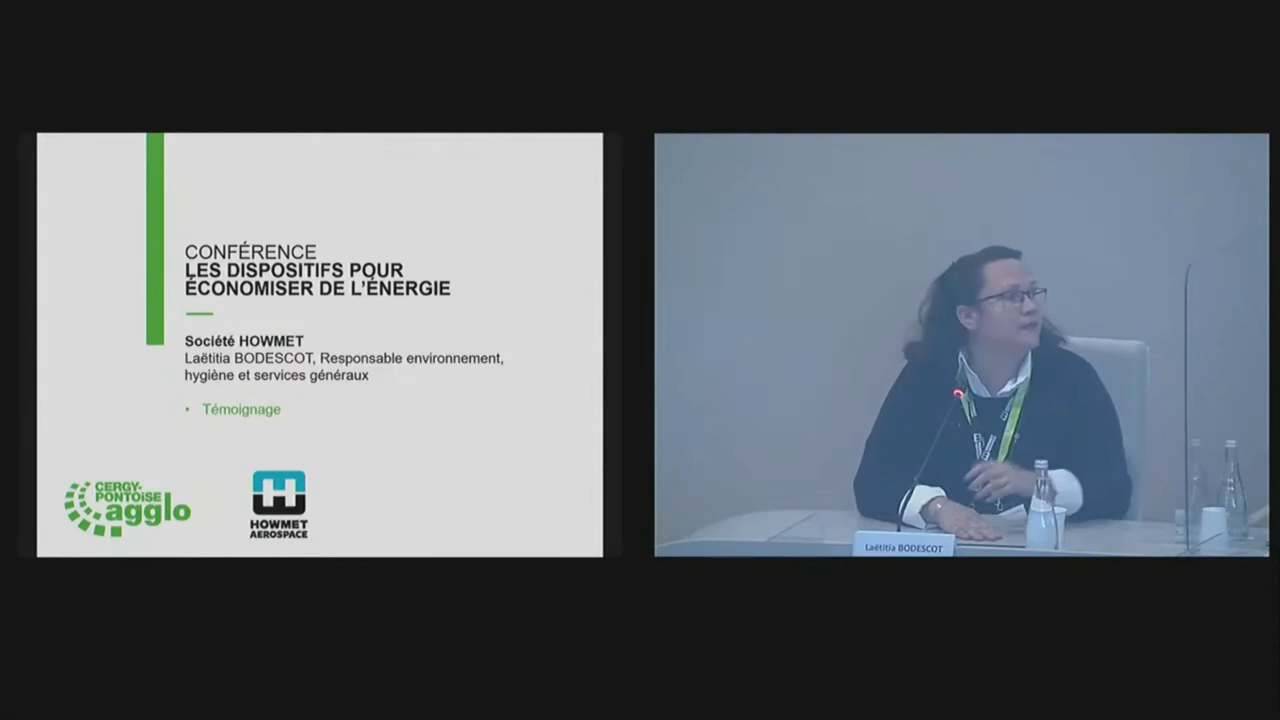 CONFÉRENCE
LES DISPOSITIFS POUR
ÉCONOMISER DE L'ÉNERGIE
Société HOWMET
Laëtitia BODESCOT, Responsable environnement,
hygiène et services généraux
• Témoignage
CERGY-
PONTOISE
agglo
HOWMET
AEROSPACE
Laëtitia BODESCOT